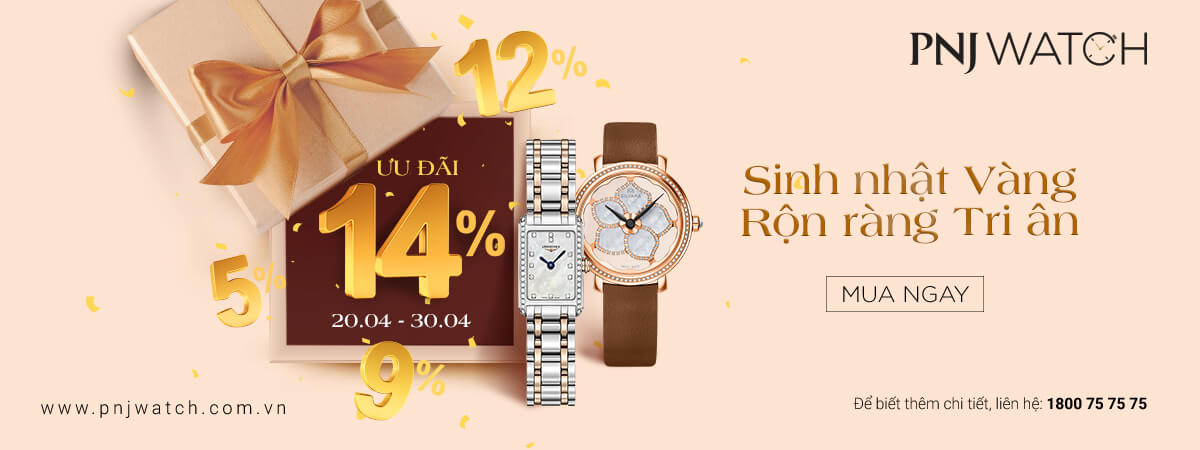 PNJ WATCH
12%
ƯU ĐÃI
14%
5%
20.04 - 30.04
9%
LONGINES
Sinh nhật Vàng
Rộn ràng Tri ân
MUA NGAY
www.pnjwatch.com.vn
Để biết thêm chi tiết, liên hệ: 1800 75 75 75